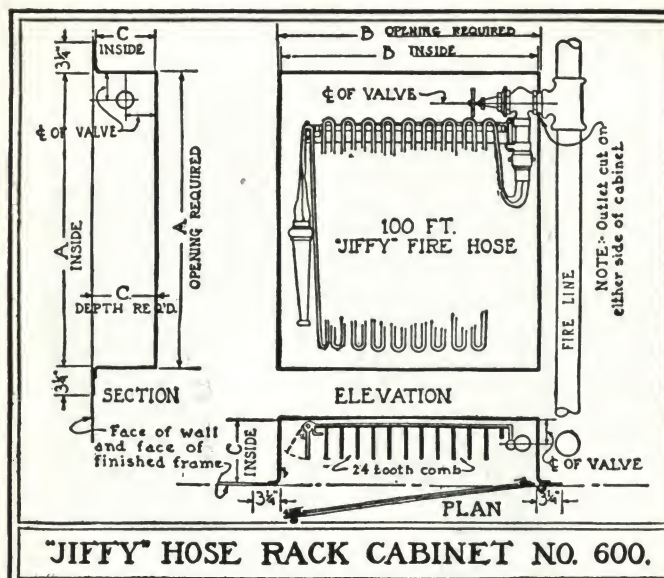 C
INSIDE
3¼"
℄ OF VALVE
A
INSIDE
A
OPENING REQUIRED
C
DEPTH REQ'D.
3¼"
SECTION
Face of wall
and face of
finished frame
B OPENING REQUIRED
B INSIDE
℄ OF VALVE
100 FT.
"JIFFY" FIRE HOSE
NOTE:- Outlet cut on
either side of cabinet
FIRE LINE
ELEVATION
C
INSIDE
24 tooth comb
℄ OF VALVE
3¼"
3¼"
PLAN
"JIFFY" HOSE RACK CABINET NO. 600.